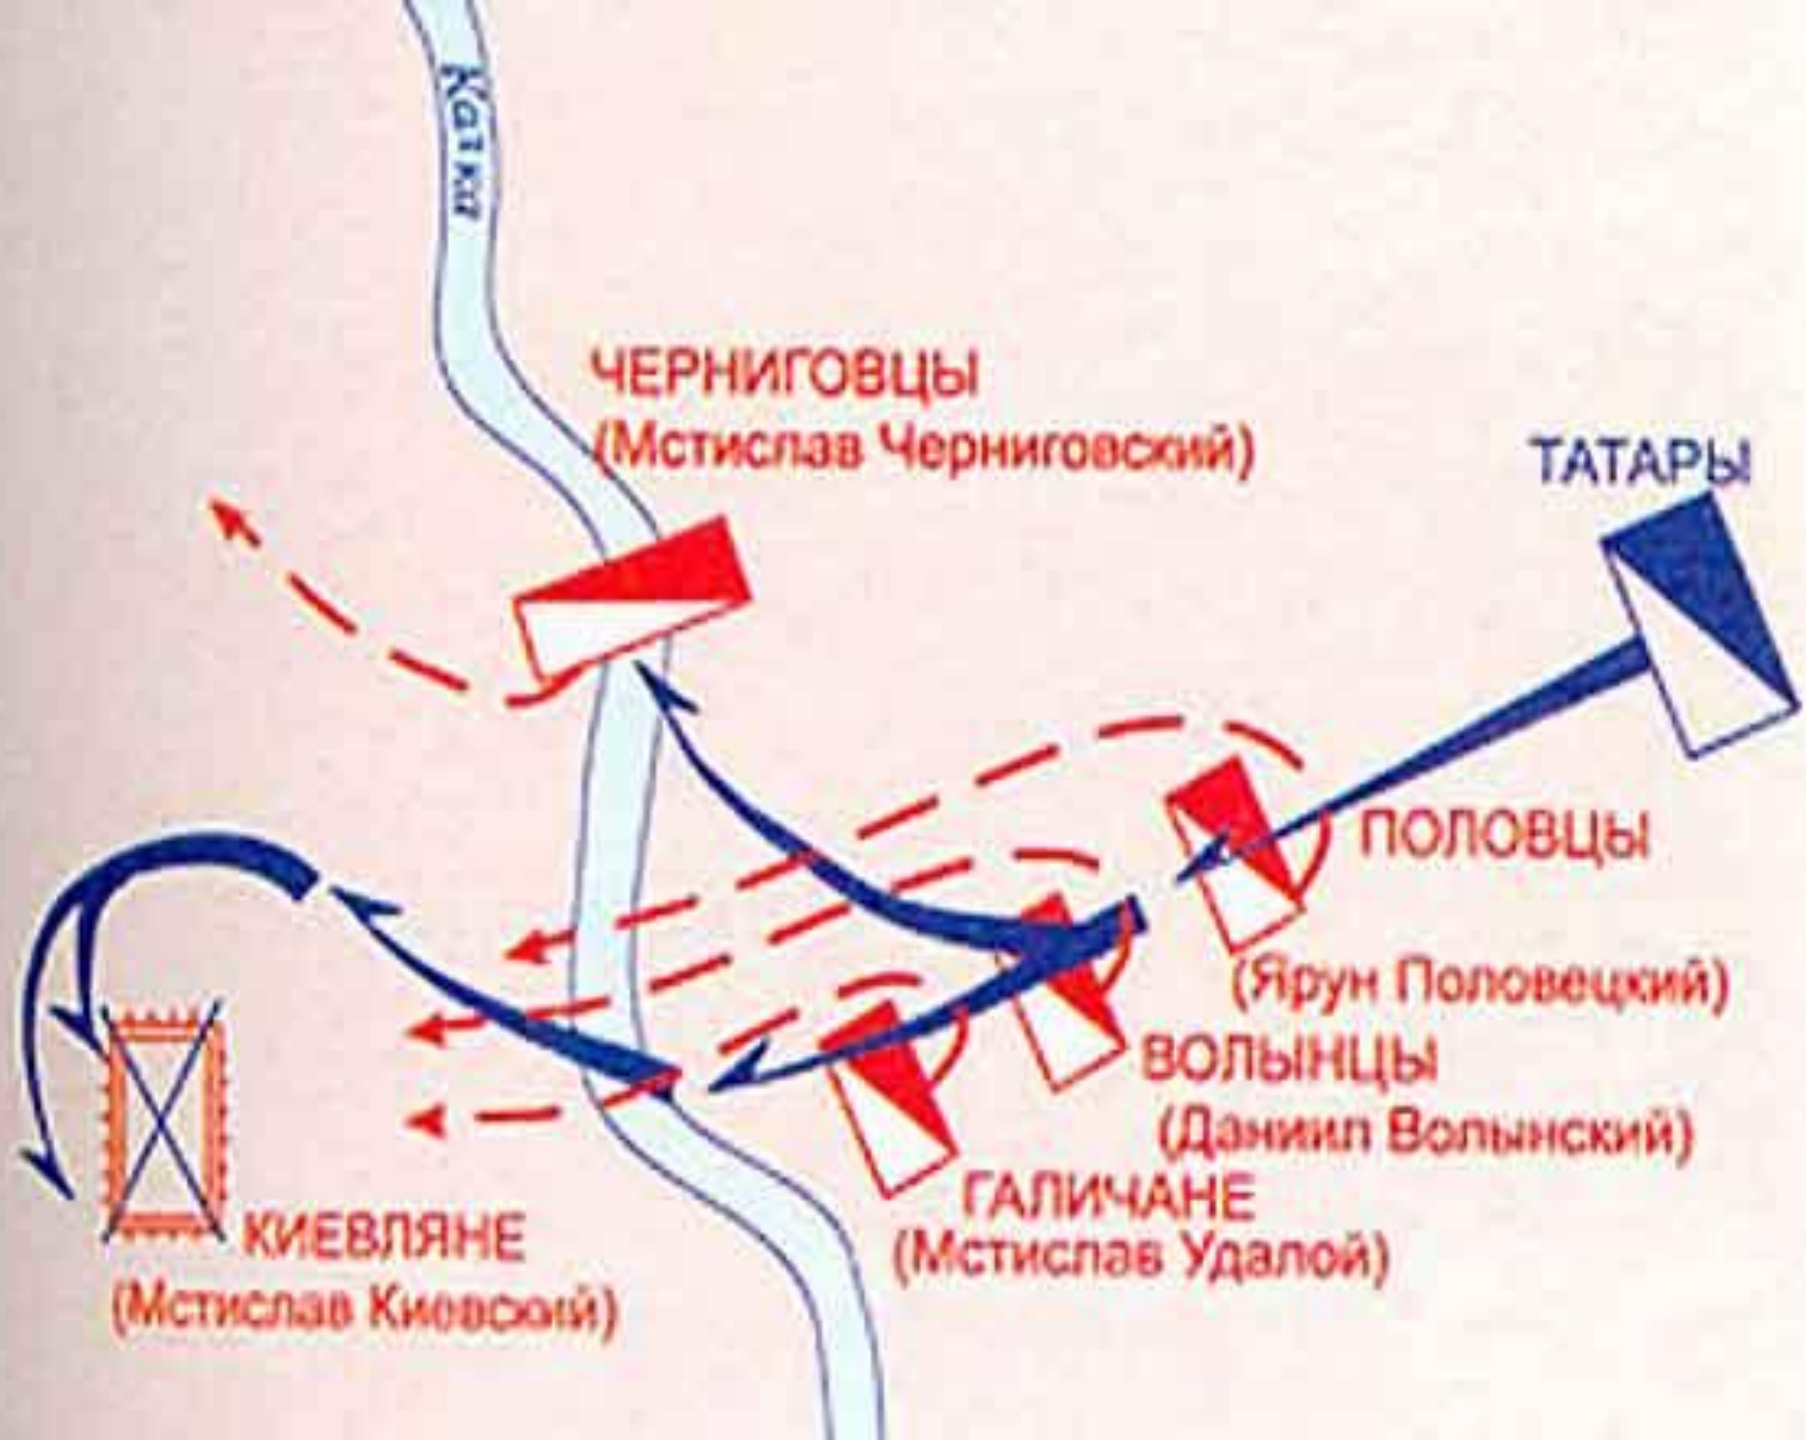 Калка
ЧЕРНИГОВЦЫ
(Мстислав Черниговский)
ТАТАРЫ
ПОЛОВЦЫ
(Ярун Половецкий)
ВОЛЫНЦЫ
(Даниил Волынский)
ГАЛИЧАНЕ
(Мстислав Удалой)
КИЕВЛЯНЕ
(Мстислав Киевский)